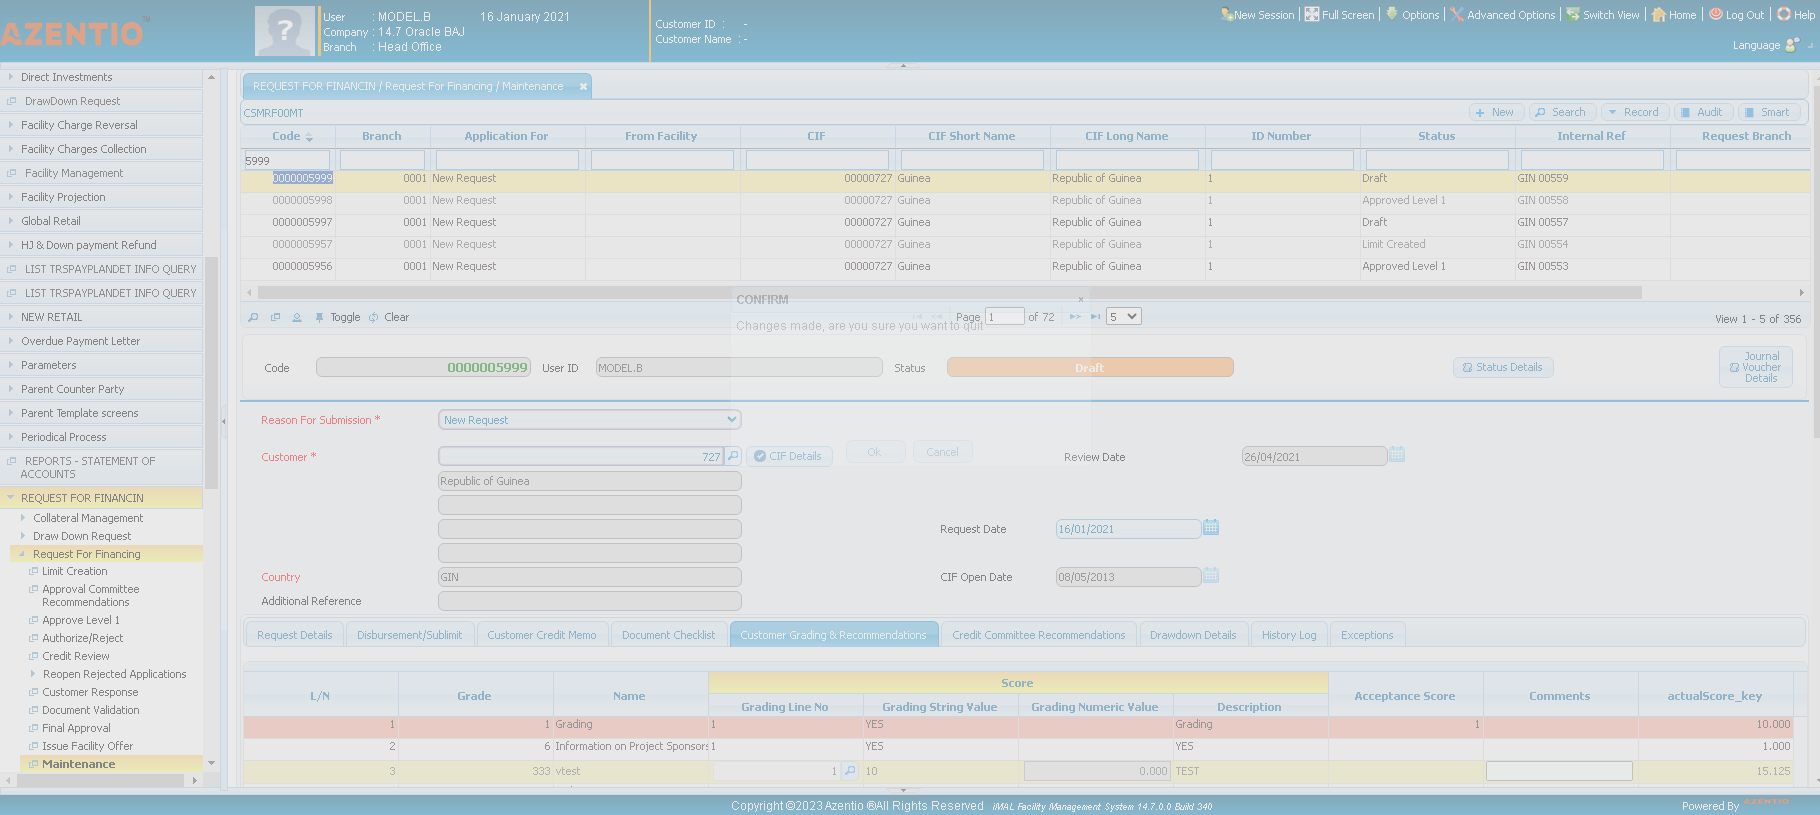 AZENTIO™
User : MODEL.B 16 January 2021
Company : 14.7 Oracle BAJ
Branch : Head Office
Customer ID : -
Customer Name : -
New Session Full Screen Options Advanced Options Switch View Home Log Out Help
Language
Direct Investments
DrawDown Request
Facility Charge Reversal
Facility Charges Collection
Facility Management
Facility Projection
Global Retail
HJ & Down payment Refund
LIST TRSPAYPLANDET INFO QUERY
LIST TRSPAYPLANDET INFO QUERY
NEW RETAIL
Overdue Payment Letter
Parameters
Parent Counter Party
Parent Template screens
Periodical Process
REPORTS - STATEMENT OF
ACCOUNTS
REQUEST FOR FINANCIN
Collateral Management
Draw Down Request
Request For Financing
Limit Creation
Approval Committee
Recommendations
Approve Level 1
Authorize/Reject
Credit Review
Reopen Rejected Applications
Customer Response
Document Validation
Final Approval
Issue Facility Offer
Maintenance
REQUEST FOR FINANCIN / Request For Financing / Maintenance ×
CSMRF00MT
New Search Record Audit Smart
Code Branch Application For From Facility CIF CIF Short Name CIF Long Name ID Number Status Internal Ref Request Branch
5999
0000005999 0001 New Request 00000727 Guinea Republic of Guinea 1 Draft GIN 00559
0000005998 0001 New Request 00000727 Guinea Republic of Guinea 1 Approved Level 1 GIN 00558
0000005997 0001 New Request 00000727 Guinea Republic of Guinea 1 Draft GIN 00557
0000005957 0001 New Request 00000727 Guinea Republic of Guinea 1 Limit Created GIN 00554
0000005956 0001 New Request 00000727 Guinea Republic of Guinea 1 Approved Level 1 GIN 00553
CONFIRM ×
Changes made, are you sure you want to quit
Ok Cancel
Toggle Clear Page 1 of 72 5 View 1 - 5 of 356
Code 0000005999 User ID MODEL.B Status Draft Status Details
Journal
Voucher
Details
Reason For Submission * New Request
Customer * 727 CIF Details Review Date 26/04/2021
Republic of Guinea
Request Date 16/01/2021
Country GIN CIF Open Date 08/05/2013
Additional Reference
Request Details Disbursement/Sublimit Customer Credit Memo Document Checklist Customer Grading & Recommendations Credit Committee Recommendations Drawdown Details History Log Exceptions
L/N Grade Name Score Acceptance Score Comments actualScore_key
Grading Line No Grading String Value Grading Numeric Value Description
1 1 Grading 1 YES Grading 1 10.000
2 6 Information on Project Sponsors 1 YES YES 1.000
3 333 vtest 1 10 0.000 TEST 15.125
Copyright ©2023 Azentio ®All Rights Reserved iMAL Facility Management System 14.7.0.0 Build 340
Powered By AZENTIO